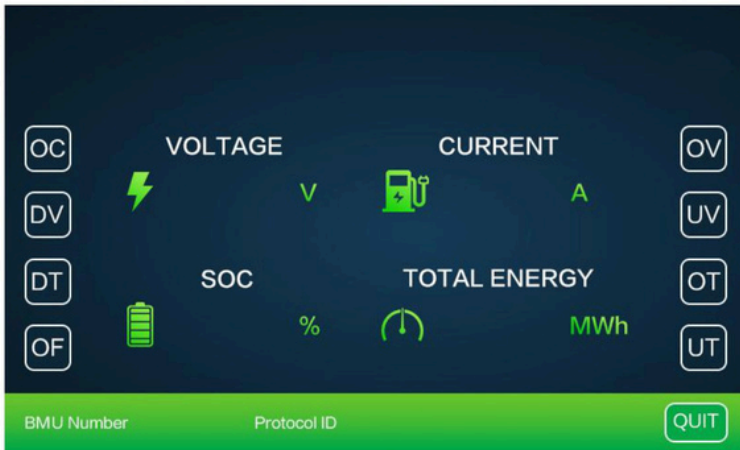 OC VOLTAGE CURRENT OV
DV V A UV
DT SOC TOTAL ENERGY OT
OF % MWh UT
BMU Number Protocol ID QUIT